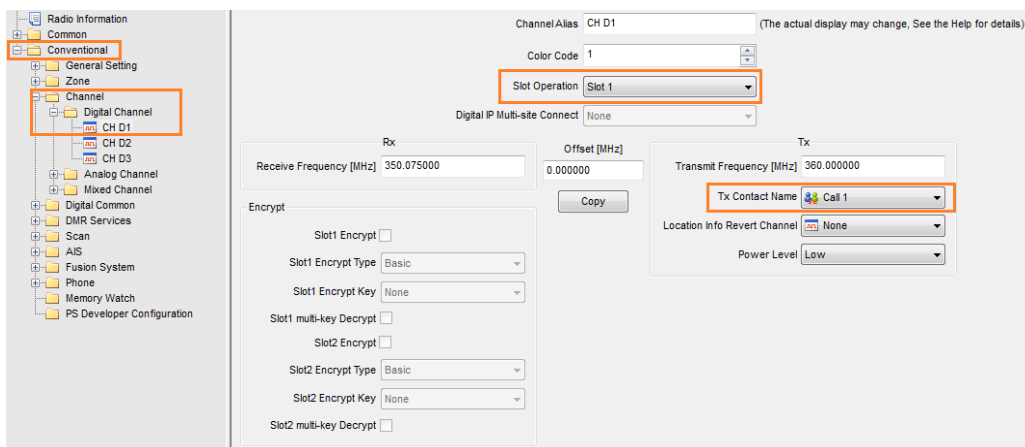 Radio Information
Common
Conventional
General Setting
Zone
Channel
Digital Channel
CH D1
CH D2
CH D3
Analog Channel
Mixed Channel
Digital Common
DMR Services
Scan
AIS
Fusion System
Phone
Memory Watch
PS Developer Configuration
Channel Alias CH D1 (The actual display may change, See the Help for details)
Color Code 1
Slot Operation Slot 1
Digital IP Multi-site Connect None
Rx
Receive Frequency [MHz] 350.075000
Offset [MHz]
0.000000
Copy
Tx
Transmit Frequency [MHz] 360.000000
Tx Contact Name Call 1
Location Info Revert Channel None
Power Level Low
Encrypt
Slot1 Encrypt
Slot1 Encrypt Type Basic
Slot1 Encrypt Key None
Slot1 multi-key Decrypt
Slot2 Encrypt
Slot2 Encrypt Type Basic
Slot2 Encrypt Key None
Slot2 multi-key Decrypt